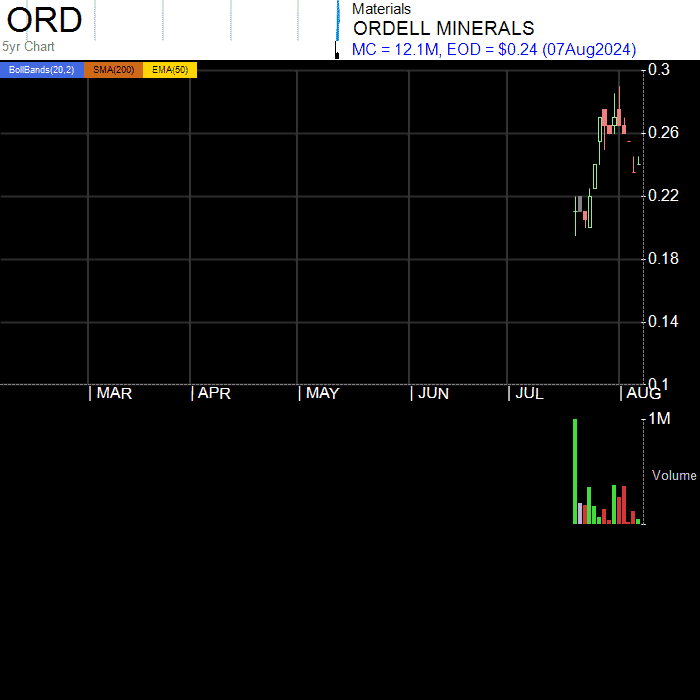 ORD
5yr Chart
Materials
ORDELL MINERALS
MC = 12.1M, EOD = $0.24 (07Aug2024)
BollBands(20,2) SMA(200) EMA(50)
0.3
0.26
0.22
0.18
0.14
0.1
| MAR | APR | MAY | JUN | JUL | AUG
1M
Volume